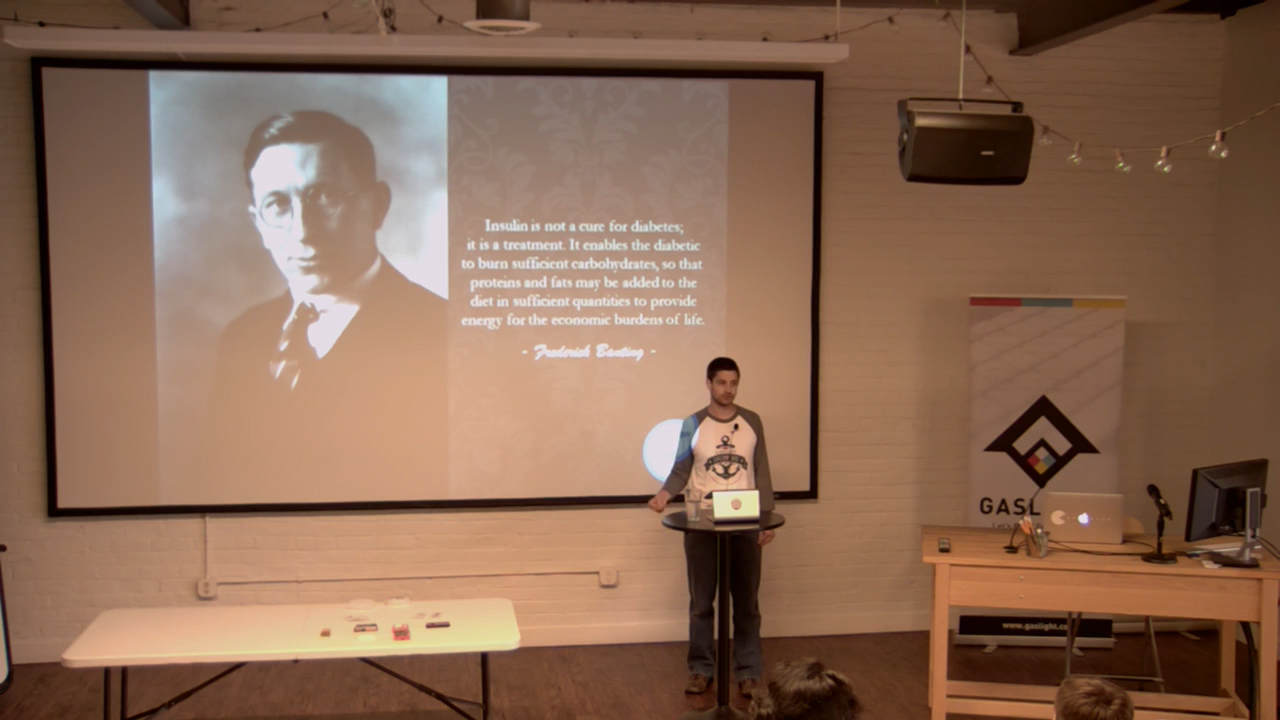 Insulin is not a cure for diabetes;
it is a treatment. It enables the diabetic
to burn sufficient carbohydrates, so that
proteins and fats may be added to the
diet in sufficient quantities to provide
energy for the economic burdens of life.
- Frederick Banting -
GASL
www.gaslight.c